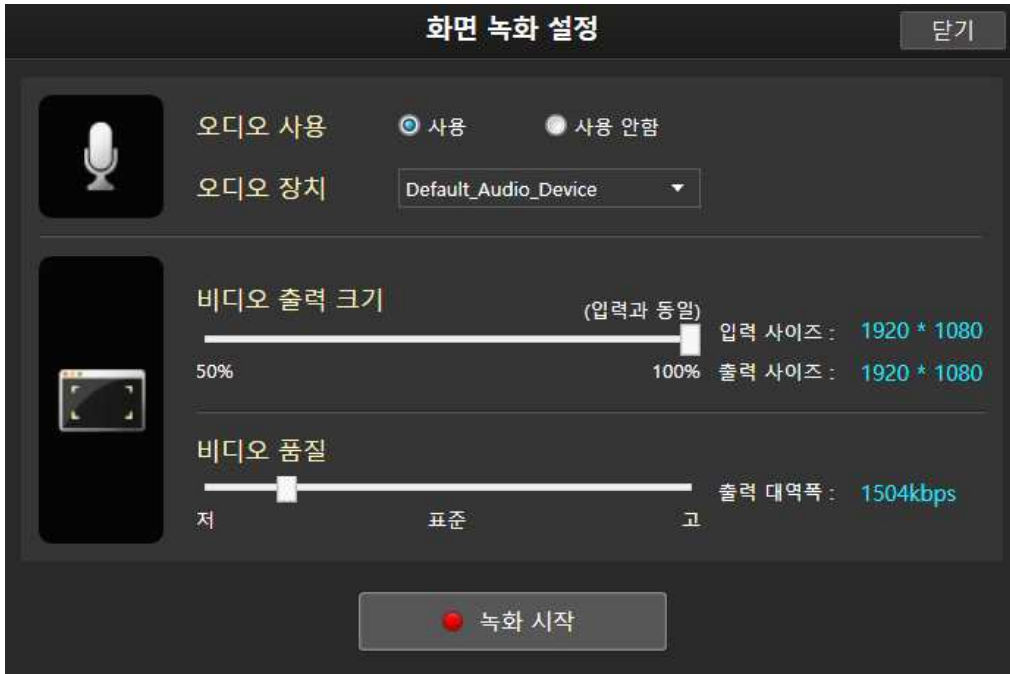 화면 녹화 설정
닫기
오디오 사용
사용
사용 안함
오디오 장치
Default_Audio_Device
비디오 출력 크기
(입력과 동일)
입력 사이즈 : 1920 * 1080
50%
100%
출력 사이즈 : 1920 * 1080
비디오 품질
출력 대역폭 : 1504kbps
저
표준
고
녹화 시작